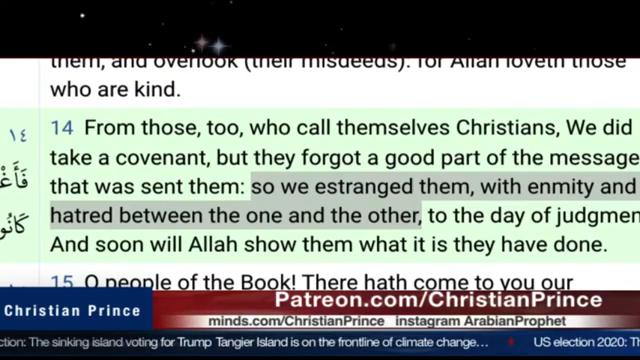 them, and overlook (their misdeeds): for Allah loveth those
who are kind.
١٤
14 From those, too, who call themselves Christians, We did
take a covenant, but they forgot a good part of the message
that was sent them: so we estranged them, with enmity and
hatred between the one and the other, to the day of judgmen
And soon will Allah show them what it is they have done.
15 O people of the Book! There hath come to you our
Christian Prince
Patreon.com/ChristianPrince
minds.com/ChristianPrince instagram ArabianProphet
ction: The sinking island voting for Trump Tangier Island is on the frontline of climate change... US election 2020: Ti